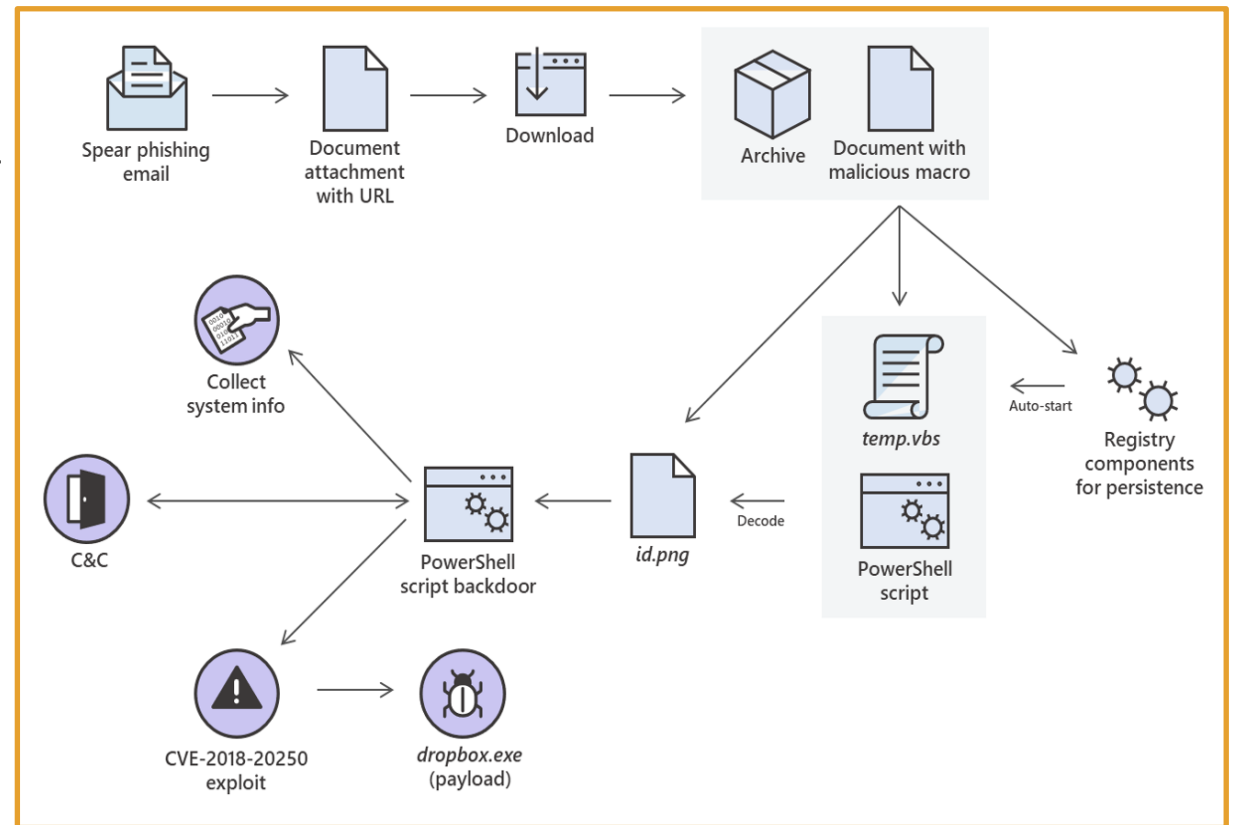 Spear phishing
email
Document
attachment
with URL
Download
Archive
Document with
malicious macro
Collect
system info
temp.vbs
Auto-start
Registry
components
for persistence
C&C
PowerShell
script backdoor
id.png
Decode
PowerShell
script
CVE-2018-20250
exploit
dropbox.exe
(payload)